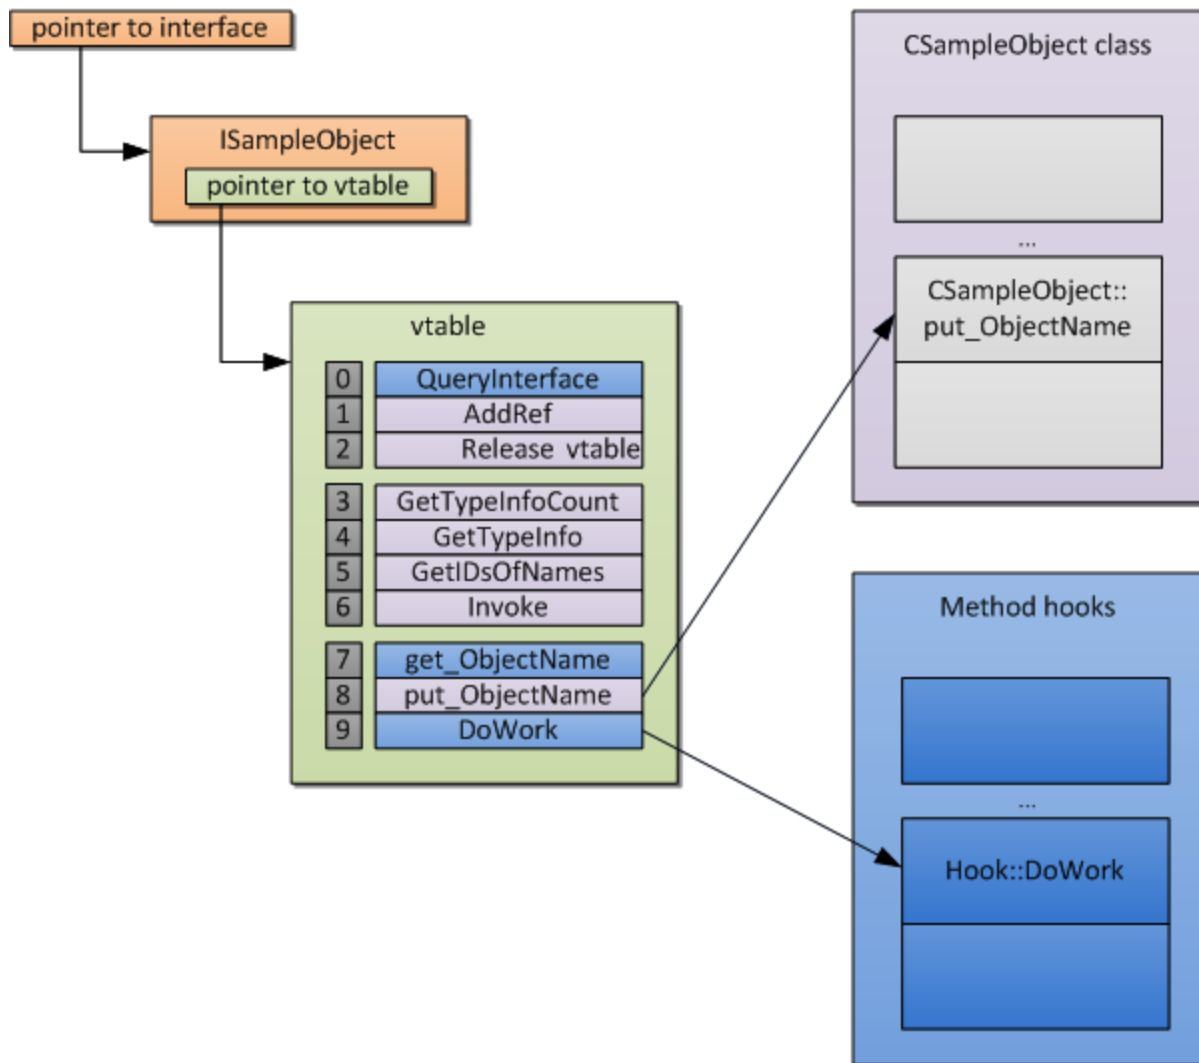 pointer to interface
ISampleObject
pointer to vtable
vtable
0 QueryInterface
1 AddRef
2 Release vtable
3 GetTypeInfoCount
4 GetTypeInfo
5 GetIDsOfNames
6 Invoke
7 get_ObjectName
8 put_ObjectName
9 DoWork
CSampleObject class
...
CSampleObject::
put_ObjectName
Method hooks
...
Hook::DoWork